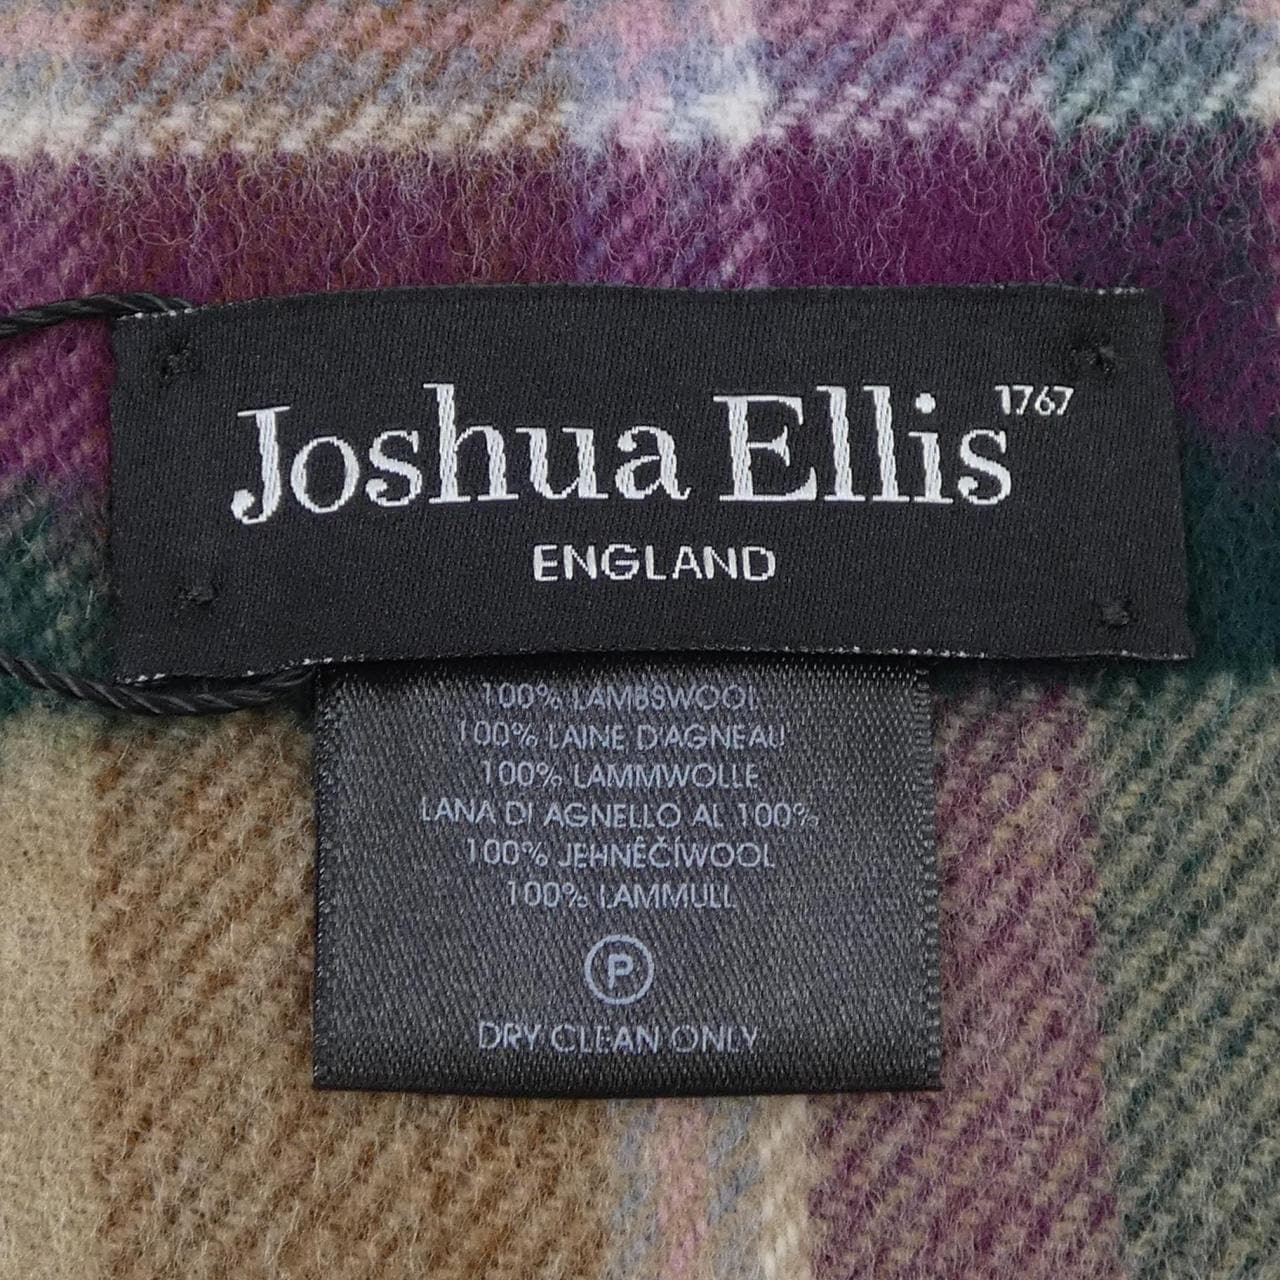 Joshua Ellis 1767
ENGLAND
100% LAMBSWOOL
100% LAINE D'AGNEAU
100% LAMMWOLLE
LANA DI AGNELLO AL 100%
100% JEHNĚČÍWOOL
100% LAMMULL
P
DRY CLEAN ONLY